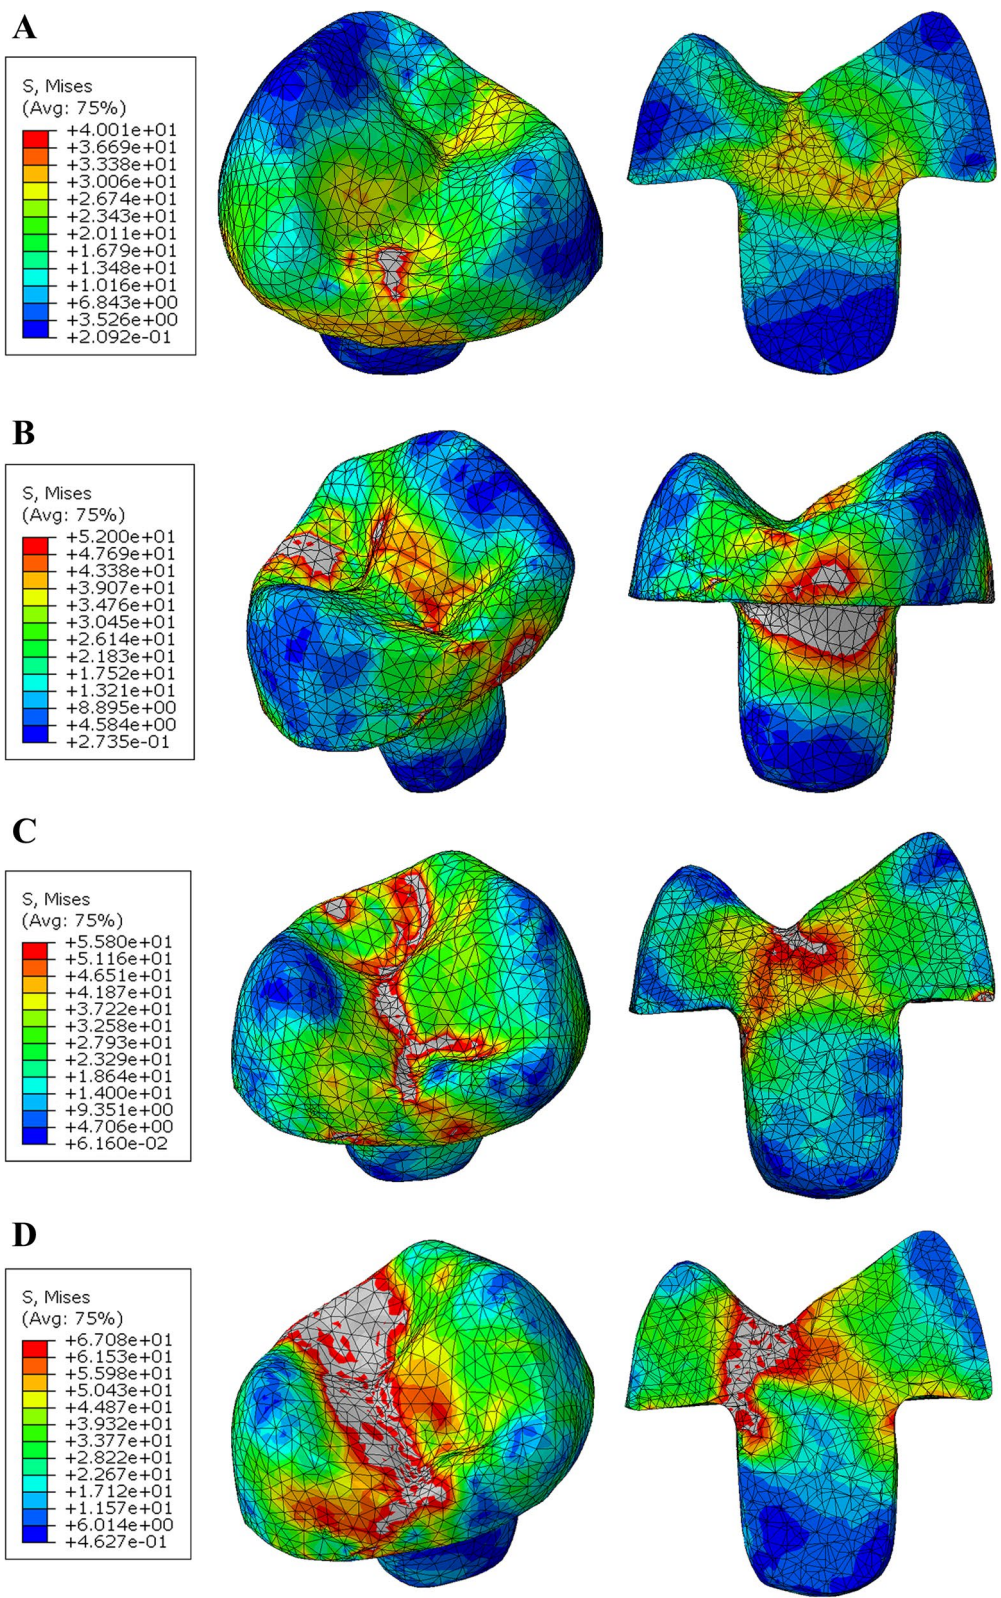 A
S, Mises
(Avg: 75%)
+4.001e+01
+3.669e+01
+3.338e+01
+3.006e+01
+2.674e+01
+2.343e+01
+2.011e+01
+1.679e+01
+1.348e+01
+1.016e+01
+6.843e+00
+3.526e+00
+2.092e-01
B
S, Mises
(Avg: 75%)
+5.200e+01
+4.769e+01
+4.338e+01
+3.907e+01
+3.476e+01
+3.045e+01
+2.614e+01
+2.183e+01
+1.752e+01
+1.321e+01
+8.895e+00
+4.584e+00
+2.735e-01
C
S, Mises
(Avg: 75%)
+5.580e+01
+5.116e+01
+4.651e+01
+4.187e+01
+3.722e+01
+3.258e+01
+2.793e+01
+2.329e+01
+1.864e+01
+1.400e+01
+9.351e+00
+4.706e+00
+6.160e-02
D
S, Mises
(Avg: 75%)
+6.708e+01
+6.153e+01
+5.598e+01
+5.043e+01
+4.487e+01
+3.932e+01
+3.377e+01
+2.822e+01
+2.267e+01
+1.712e+01
+1.157e+01
+6.014e+00
+4.627e-01